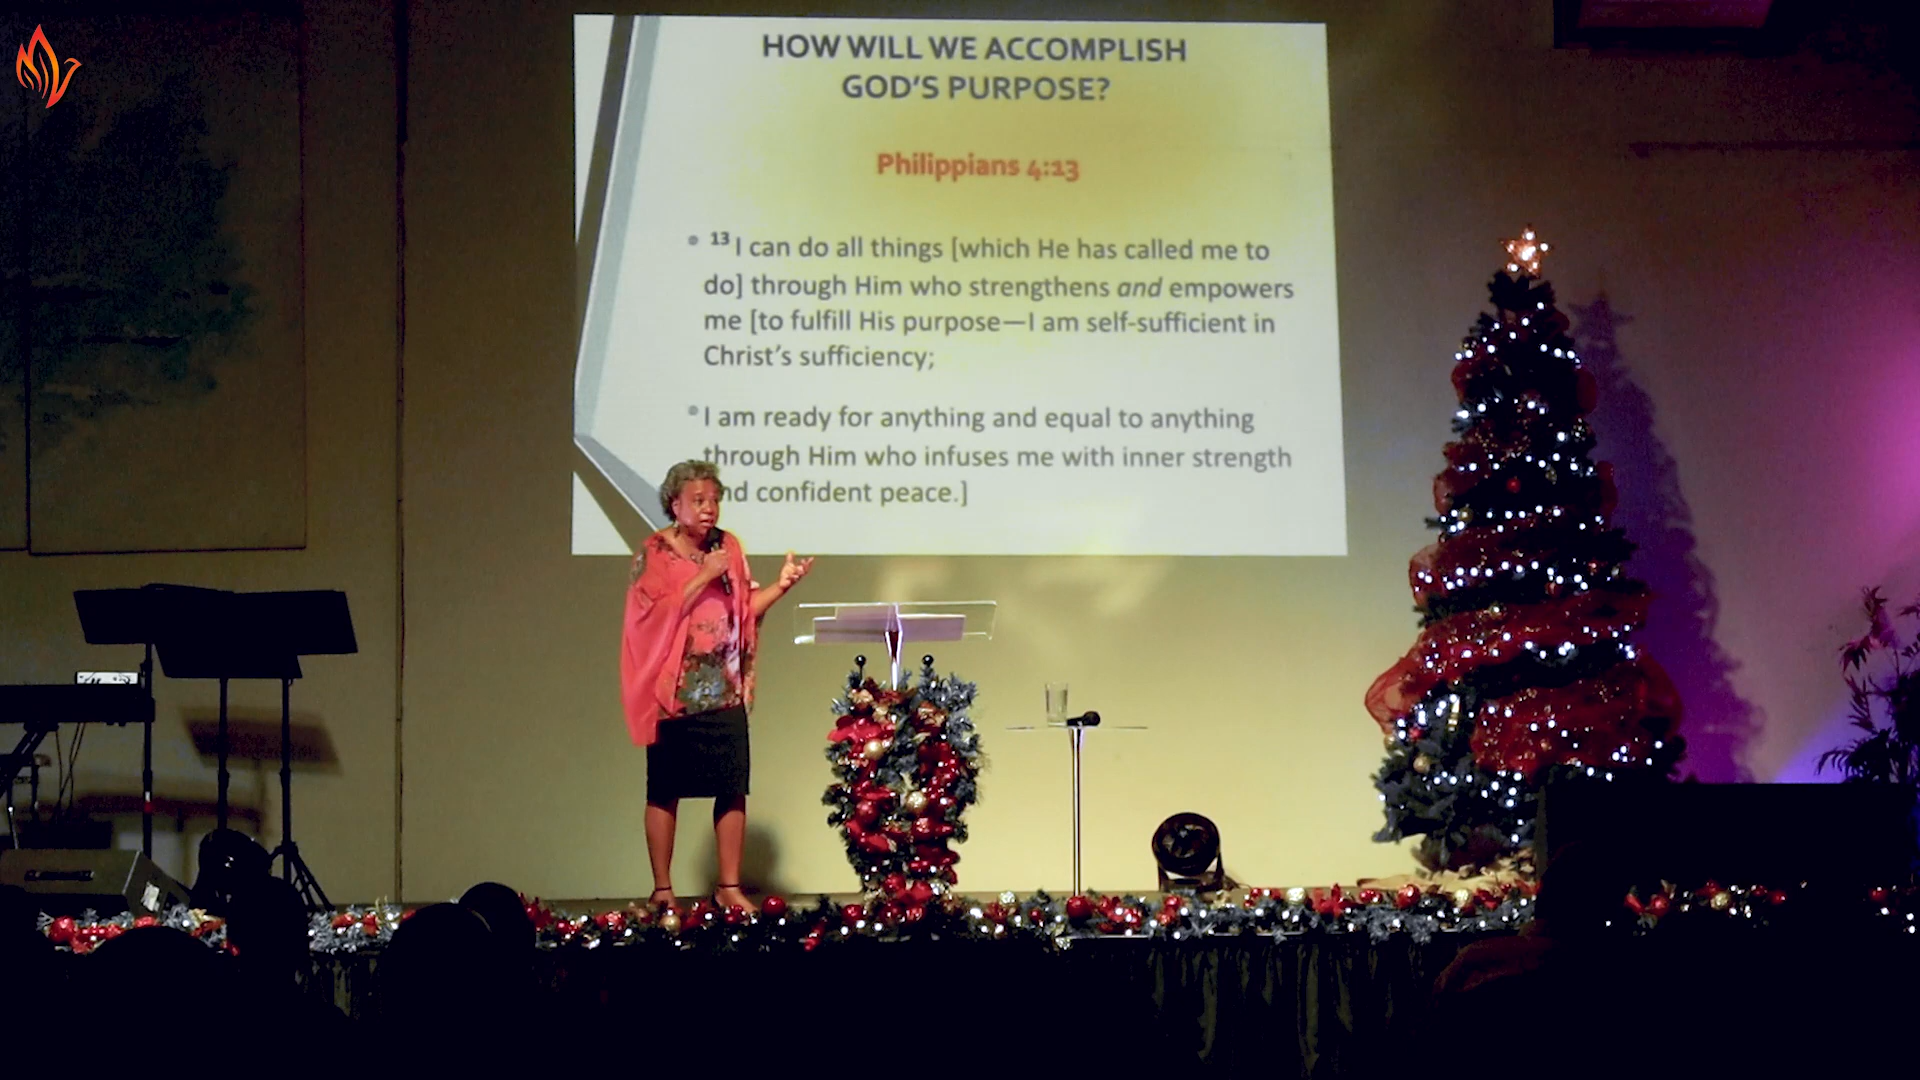 HOW WILL WE ACCOMPLISH
GOD'S PURPOSE?
Philippians 4:13
• 13 I can do all things [which He has called me to
do] through Him who strengthens and empowers
me [to fulfill His purpose—I am self-sufficient in
Christ's sufficiency;
• I am ready for anything and equal to anything
through Him who infuses me with inner strength
nd confident peace.]